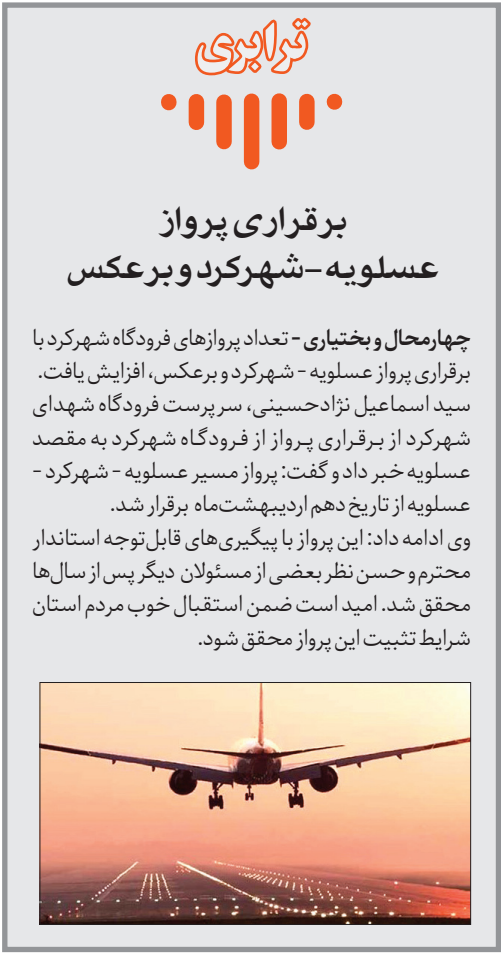 ترابری
برقراری پرواز
عسلویه -شهرکرد و برعکس
چهارمحال و بختیاری - تعداد پروازهای فرودگاه شهرکرد با
برقراری پرواز عسلویه - شهرکرد و برعکس، افزایش یافت.
سید اسماعیل نژادحسینی، سرپرست فرودگاه شهدای
شهرکرد از برقراری پرواز از فرودگاه شهرکرد به مقصد
عسلویه خبر داد و گفت: پرواز مسیر عسلویه - شهرکرد -
عسلویه از تاریخ دهم اردیبهشت‌ماه برقرار شد.
وی ادامه داد: این پرواز با پیگیری‌های قابل‌توجه استاندار
محترم و حسن نظر بعضی از مسئولان دیگر پس از سال‌ها
محقق شد. امید است ضمن استقبال خوب مردم استان
شرایط تثبیت این پرواز محقق شود.